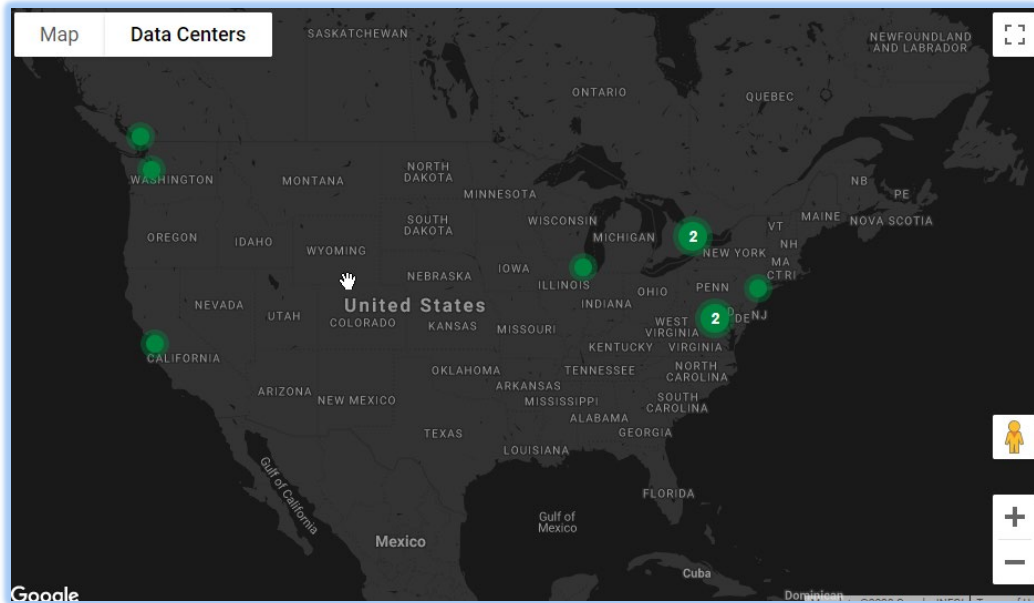 Map
Data Centers
SASKATCHEWAN
NEWFOUNDLAND
AND LABRADOR
ONTARIO
QUEBEC
WASHINGTON
MONTANA
NORTH
DAKOTA
MINNESOTA
NB
PE
OREGON
IDAHO
WYOMING
SOUTH
DAKOTA
WISCONSIN
MICHIGAN
2
VT
MAINE
NOVA SCOTIA
NEW YORK
NH
MA
CT RI
NEBRASKA
IOWA
ILLINOIS
INDIANA
OHIO
PENN
NEVADA
UTAH
United States
COLORADO
KANSAS
MISSOURI
WEST
VIRGINIA
2
DE
NJ
KENTUCKY
VIRGINIA
CALIFORNIA
OKLAHOMA
TENNESSEE
NORTH
CAROLINA
ARIZONA
NEW MEXICO
ARKANSAS
MISSISSIPPI
SOUTH
CAROLINA
ALABAMA
GEORGIA
TEXAS
LOUISIANA
Gulf of California
FLORIDA
Gulf of
Mexico
Mexico
Cuba
Dominican
Google